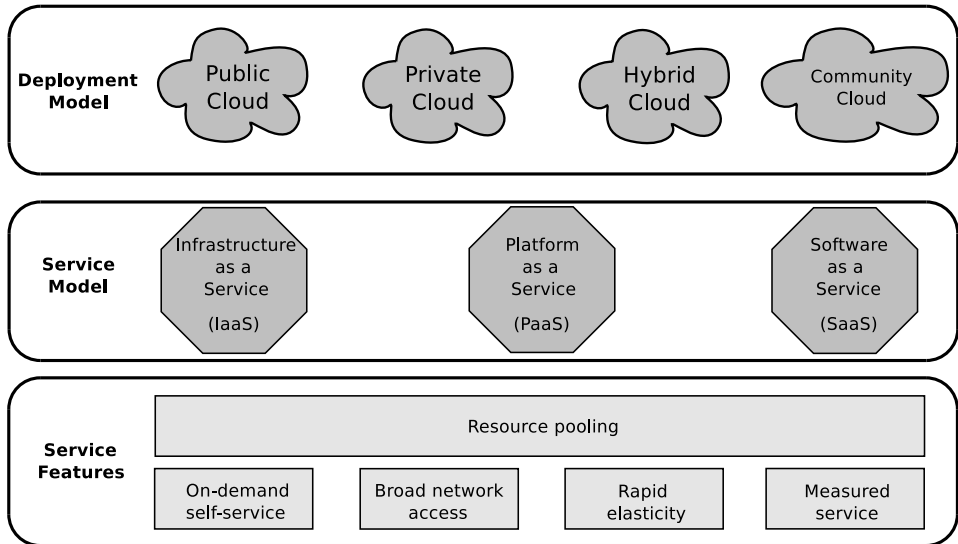 Deployment
Model
Public
Cloud
Private
Cloud
Hybrid
Cloud
Community
Cloud
Service
Model
Infrastructure
as a
Service
(IaaS)
Platform
as a
Service
(PaaS)
Software
as a
Service
(SaaS)
Service
Features
Resource pooling
On-demand
self-service
Broad network
access
Rapid
elasticity
Measured
service